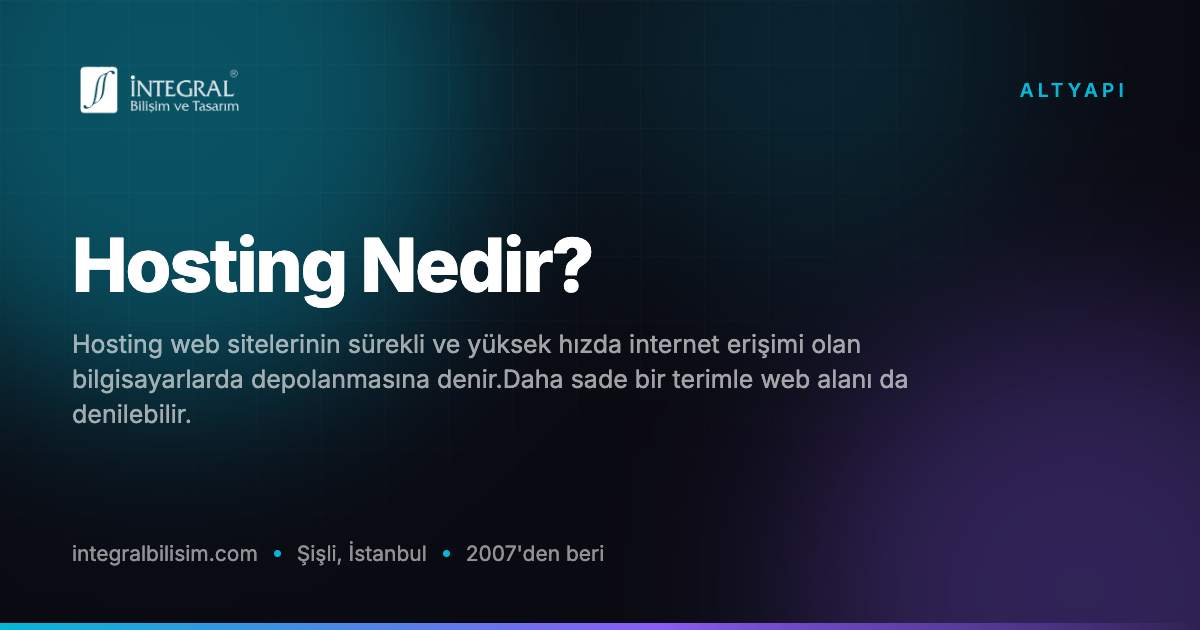 İNTEGRAL®
Bilişim ve Tasarım
ALTYAPI
Hosting Nedir?
Hosting web sitelerinin sürekli ve yüksek hızda internet erişimi olan
bilgisayarlarda depolanmasına denir.Daha sade bir terimle web alanı da
denilebilir.
integralbilisim.com • Şişli, İstanbul • 2007'den beri